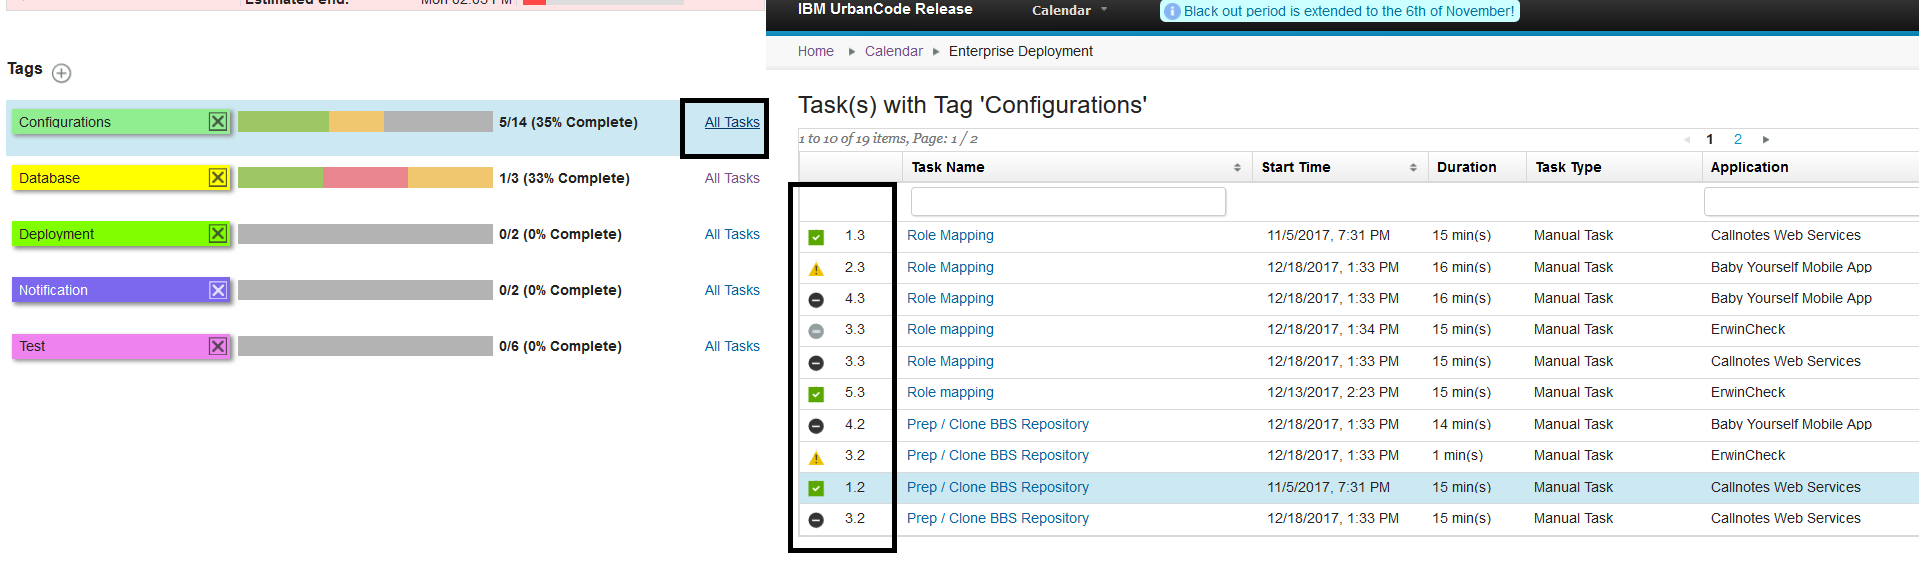 Estimated end: Mon 02:05 PM
Tags
Configurations 5/14 (35% Complete) All Tasks
Database 1/3 (33% Complete) All Tasks
Deployment 0/2 (0% Complete) All Tasks
Notification 0/2 (0% Complete) All Tasks
Test 0/6 (0% Complete) All Tasks
IBM UrbanCode Release Calendar Black out period is extended to the 6th of November!
Home Calendar Enterprise Deployment
Task(s) with Tag 'Configurations'
1 to 10 of 19 items, Page: 1 / 2 1 2
Task Name Start Time Duration Task Type Application
1.3 Role Mapping 11/5/2017, 7:31 PM 15 min(s) Manual Task Callnotes Web Services
2.3 Role Mapping 12/18/2017, 1:33 PM 16 min(s) Manual Task Baby Yourself Mobile App
4.3 Role Mapping 12/18/2017, 1:33 PM 16 min(s) Manual Task Baby Yourself Mobile App
3.3 Role mapping 12/18/2017, 1:34 PM 15 min(s) Manual Task ErwinCheck
3.3 Role Mapping 12/18/2017, 1:33 PM 15 min(s) Manual Task Callnotes Web Services
5.3 Role mapping 12/13/2017, 2:23 PM 15 min(s) Manual Task ErwinCheck
4.2 Prep / Clone BBS Repository 12/18/2017, 1:33 PM 14 min(s) Manual Task Baby Yourself Mobile App
3.2 Prep / Clone BBS Repository 12/18/2017, 1:33 PM 1 min(s) Manual Task ErwinCheck
1.2 Prep / Clone BBS Repository 11/5/2017, 7:31 PM 15 min(s) Manual Task Callnotes Web Services
3.2 Prep / Clone BBS Repository 12/18/2017, 1:33 PM 15 min(s) Manual Task Callnotes Web Services